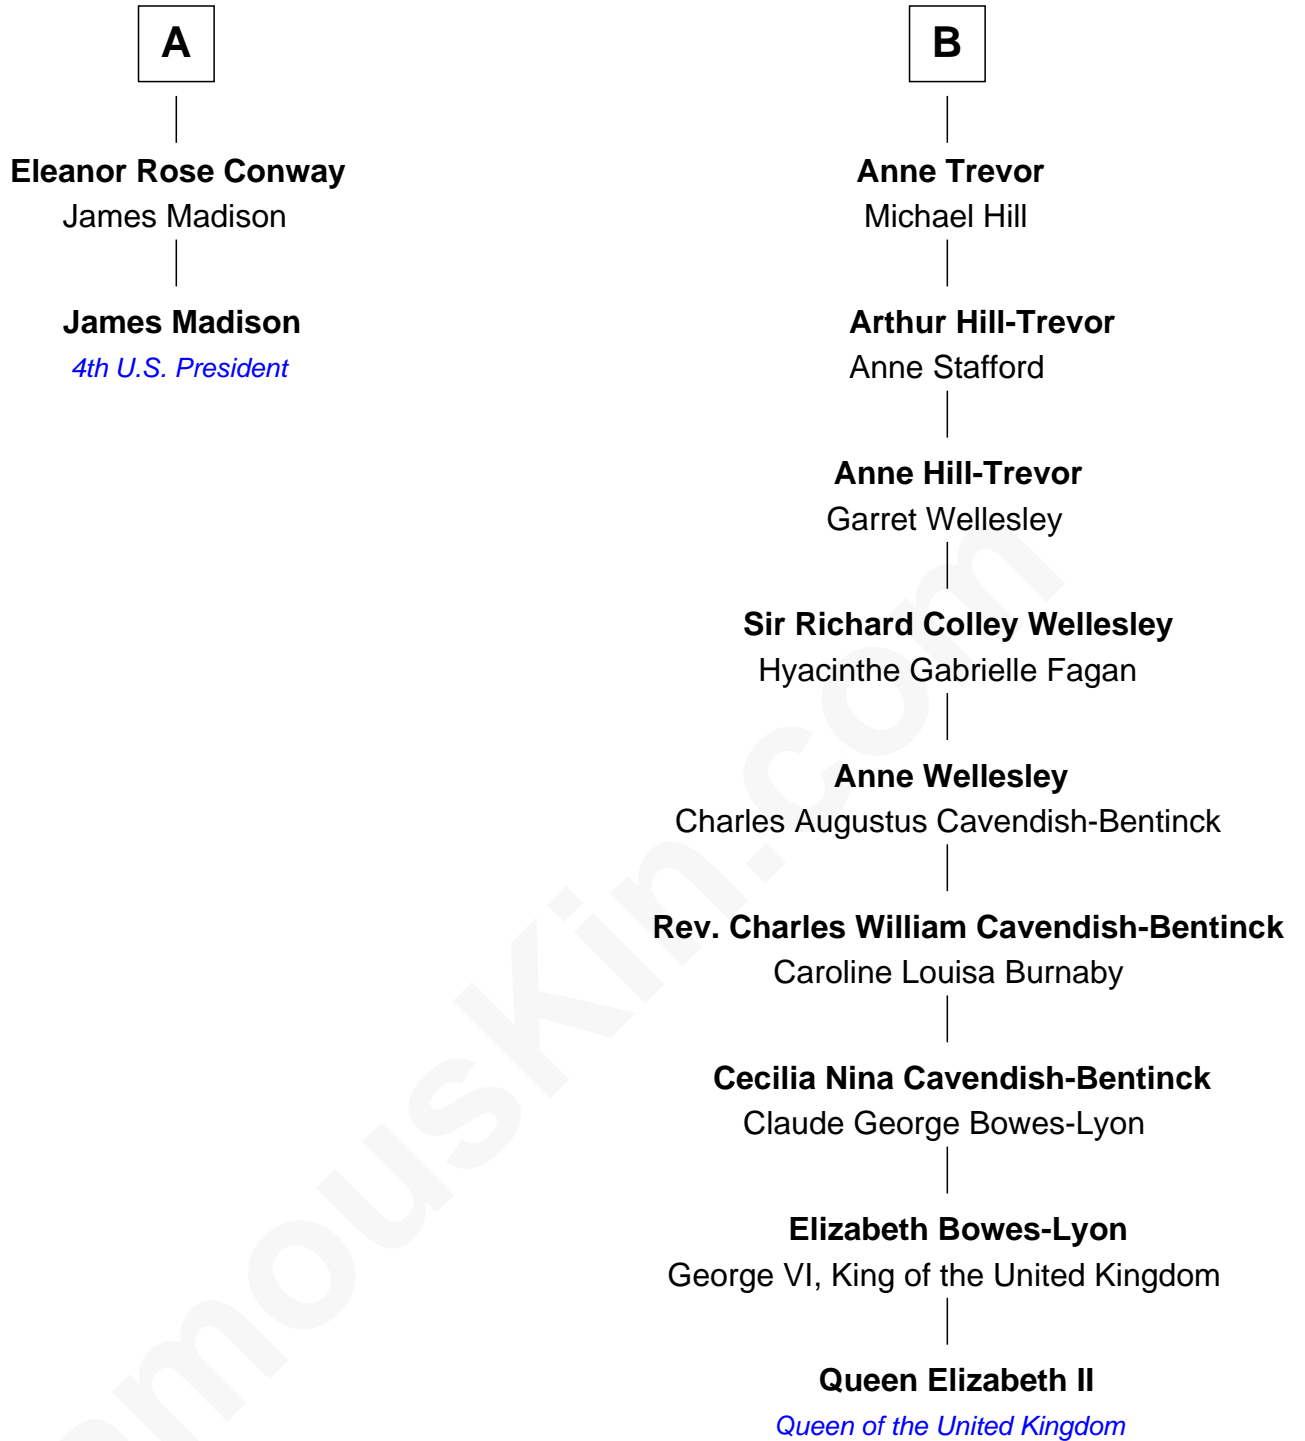 A
Eleanor Rose Conway
James Madison
James Madison
4th U.S. President
B
Anne Trevor
Michael Hill
Arthur Hill-Trevor
Anne Stafford
Anne Hill-Trevor
Garret Wellesley
Sir Richard Colley Wellesley
Hyacinthe Gabrielle Fagan
Anne Wellesley
Charles Augustus Cavendish-Bentinck
Rev. Charles William Cavendish-Bentinck
Caroline Louisa Burnaby
Cecilia Nina Cavendish-Bentinck
Claude George Bowes-Lyon
Elizabeth Bowes-Lyon
George VI, King of the United Kingdom
Queen Elizabeth II
Queen of the United Kingdom
amousKin.com